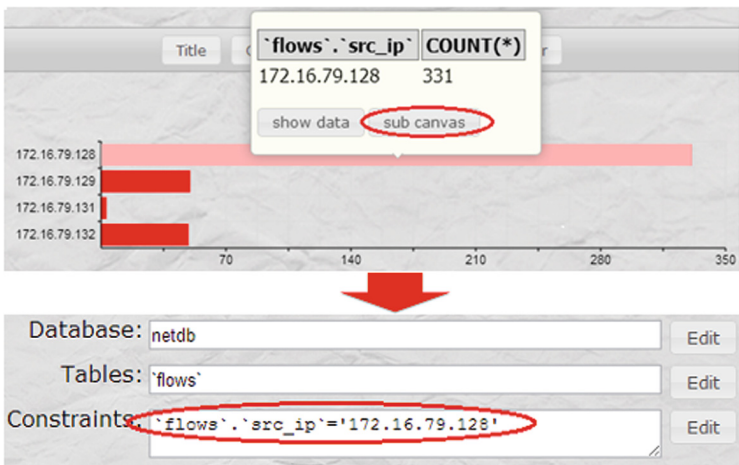 `flows`.`src_ip` COUNT(*)
Title
172.16.79.128 331
show data sub canvas
172.16.79.128
172.16.79.129
172.16.79.131
172.16.79.132
70 140 210 280 350
Database: netdb Edit
Tables: `flows` Edit
Constraints: `flows`.`src_ip`='172.16.79.128' Edit